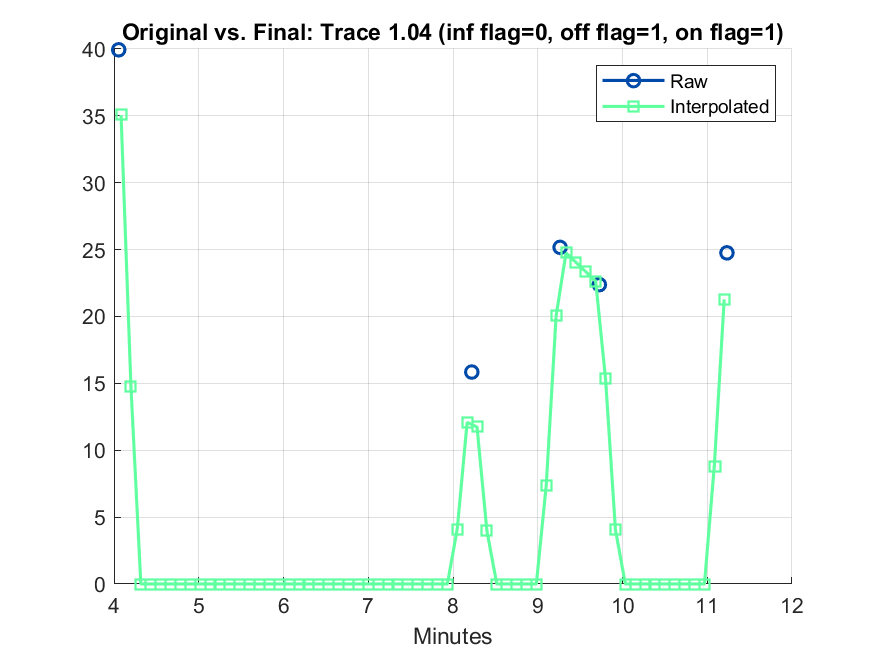 Original vs. Final: Trace 1.04 (inf flag=0, off flag=1, on flag=1)
Raw
Interpolated
40
35
30
25
20
15
10
5
0
4 5 6 7 8 9 10 11 12
Minutes